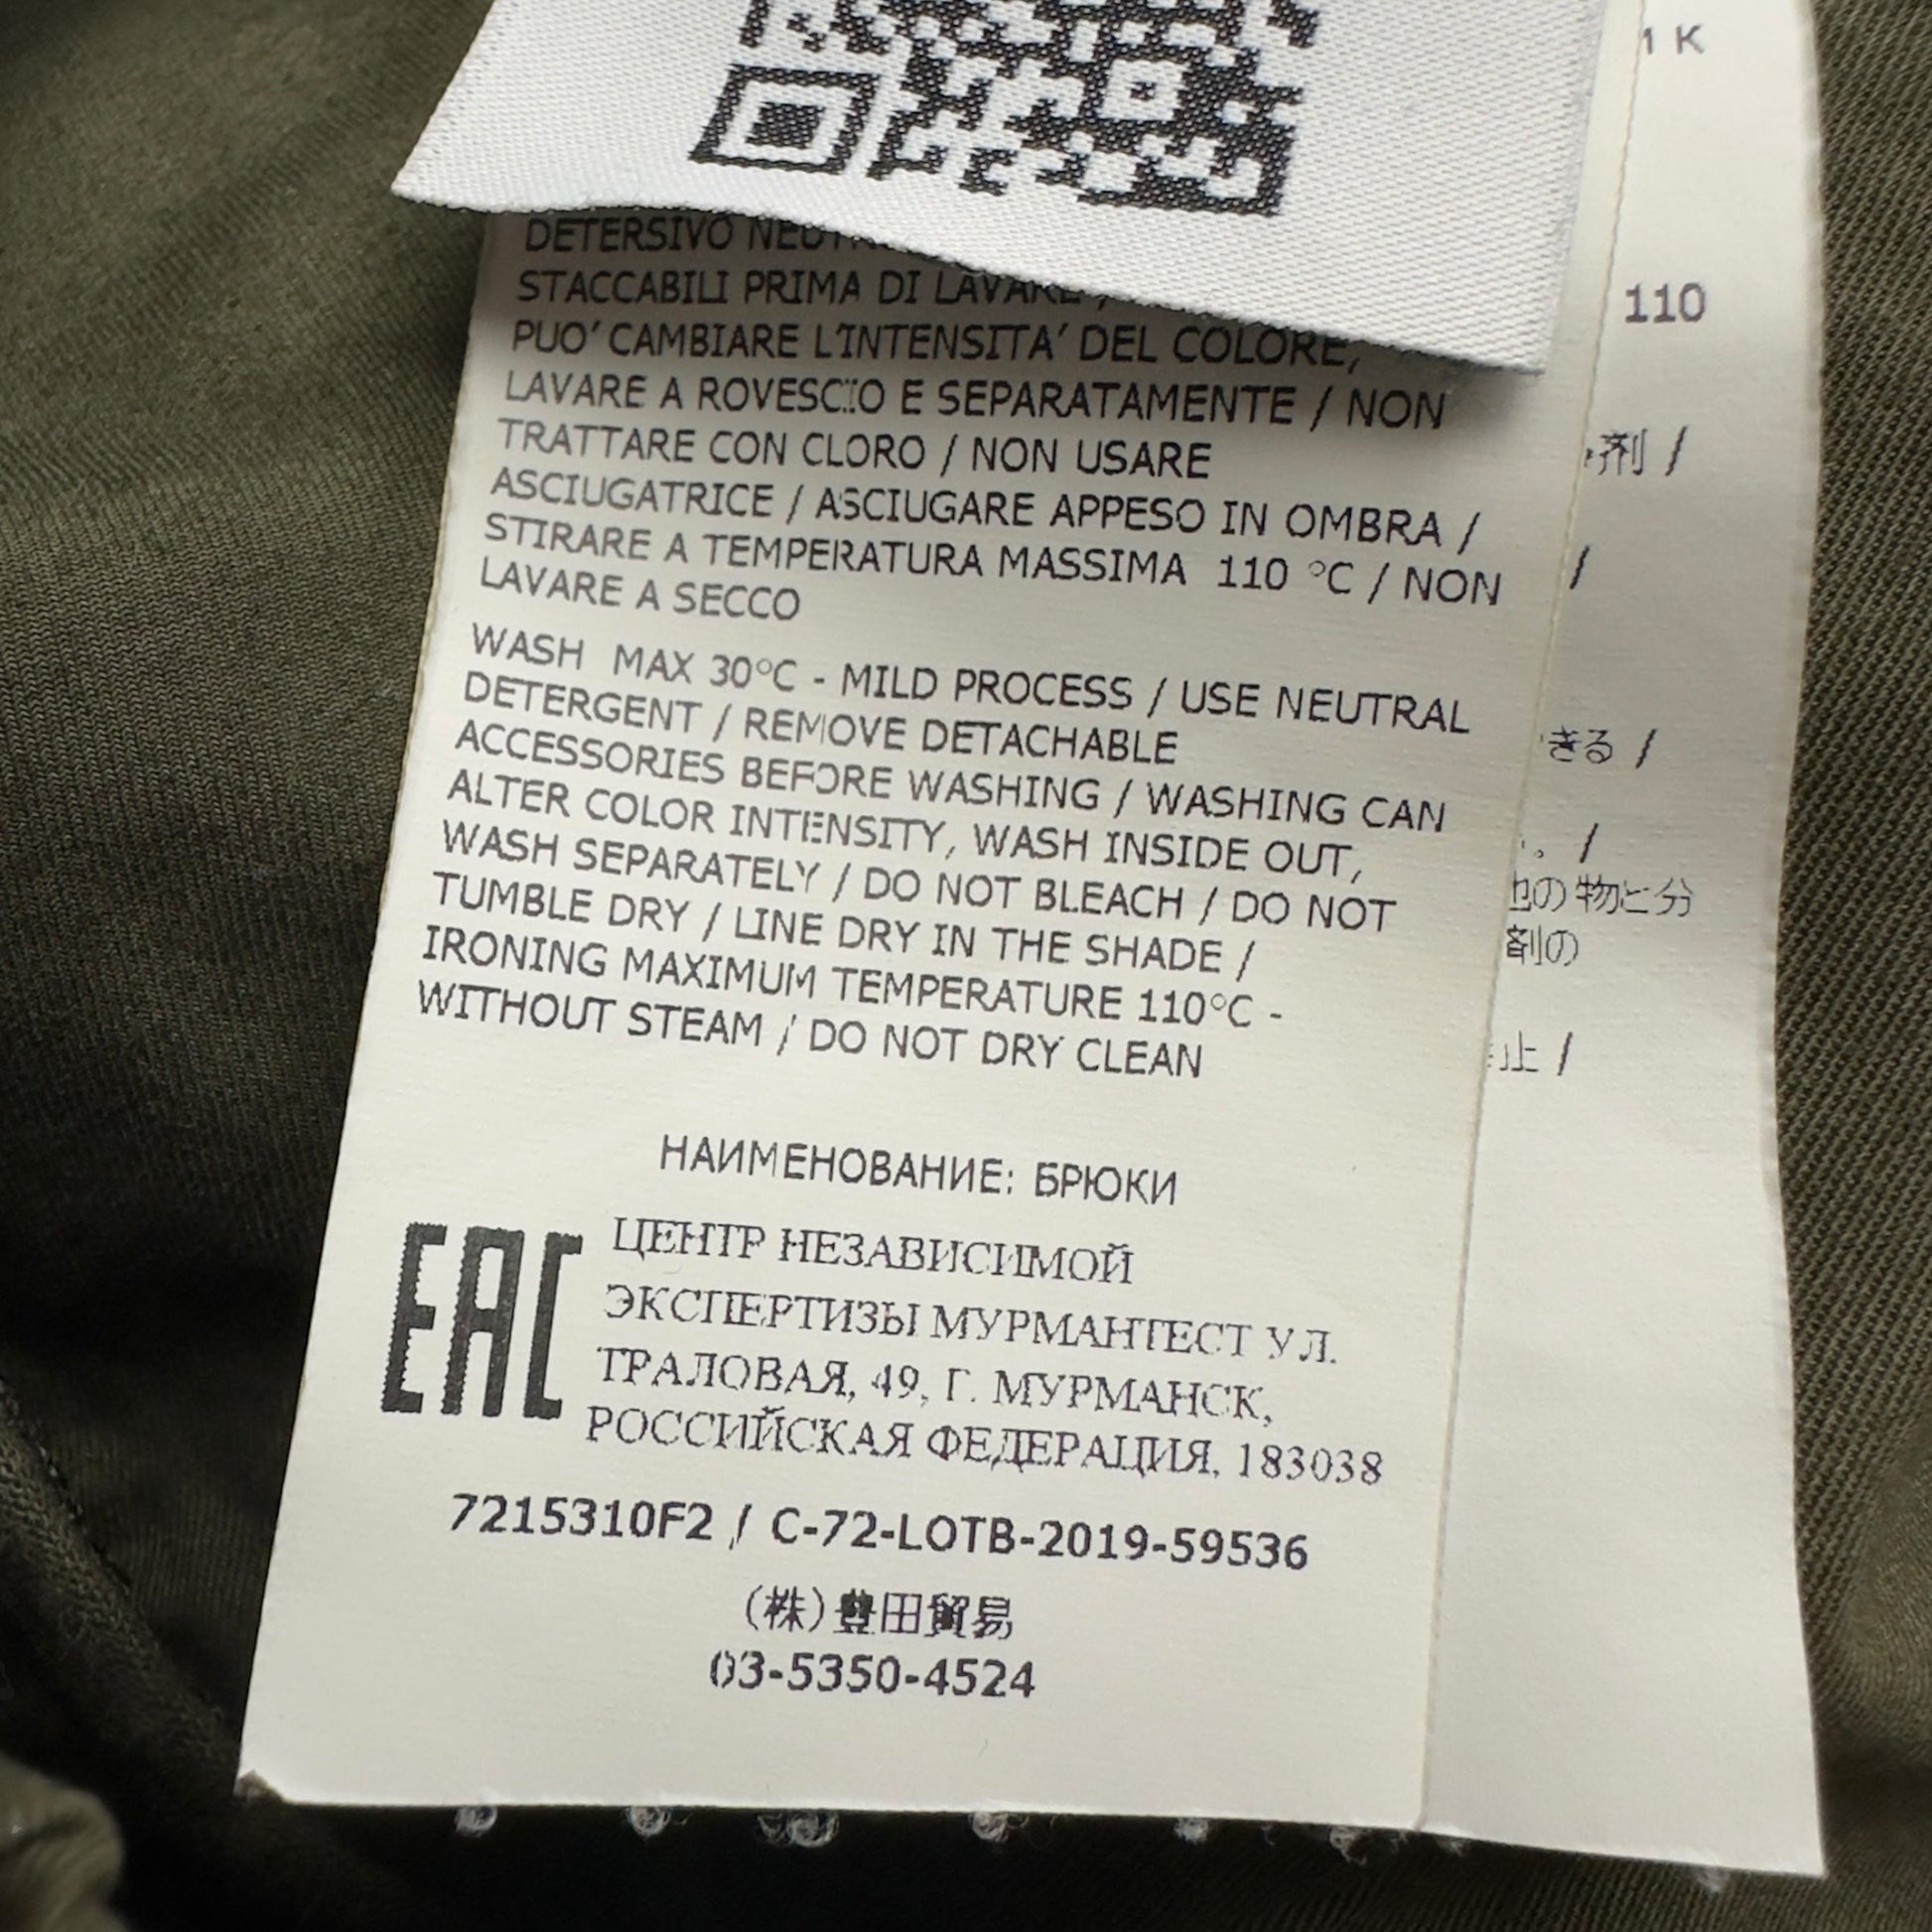 DETERSIVO
STACCABILI PRIMA DI LAVARE /
PUO' CAMBIARE L'INTENSITA' DEL COLORE,
LAVARE A ROVESCIO E SEPARATAMENTE / NON
TRATTARE CON CLORO / NON USARE
ASCIUGATRICE / ASCIUGARE APPESO IN OMBRA /
STIRARE A TEMPERATURA MASSIMA 110 °C / NON
LAVARE A SECCO
WASH MAX 30°C - MILD PROCESS / USE NEUTRAL
DETERGENT / REMOVE DETACHABLE
ACCESSORIES BEFORE WASHING / WASHING CAN
ALTER COLOR INTENSITY, WASH INSIDE OUT,
WASH SEPARATELY / DO NOT BLEACH / DO NOT
TUMBLE DRY / LINE DRY IN THE SHADE /
IRONING MAXIMUM TEMPERATURE 110°C -
WITHOUT STEAM / DO NOT DRY CLEAN
НАИМЕНОВАНИЕ: БРЮКИ
EAC
ЦЕНТР НЕЗАВИСИМОЙ
ЭКСПЕРТИЗЫ МУРМАНТЕСТ УЛ.
ТРАЛОВАЯ, 49, Г. МУРМАНСК,
РОССИЙСКАЯ ФЕДЕРАЦИЯ, 183038
7215310F2 / C-72-LOTB-2019-59536
(株)豊田貿易
03-5350-4524
K
110
剤 /
/
きる /
。 /
の物と分
剤の
止 /